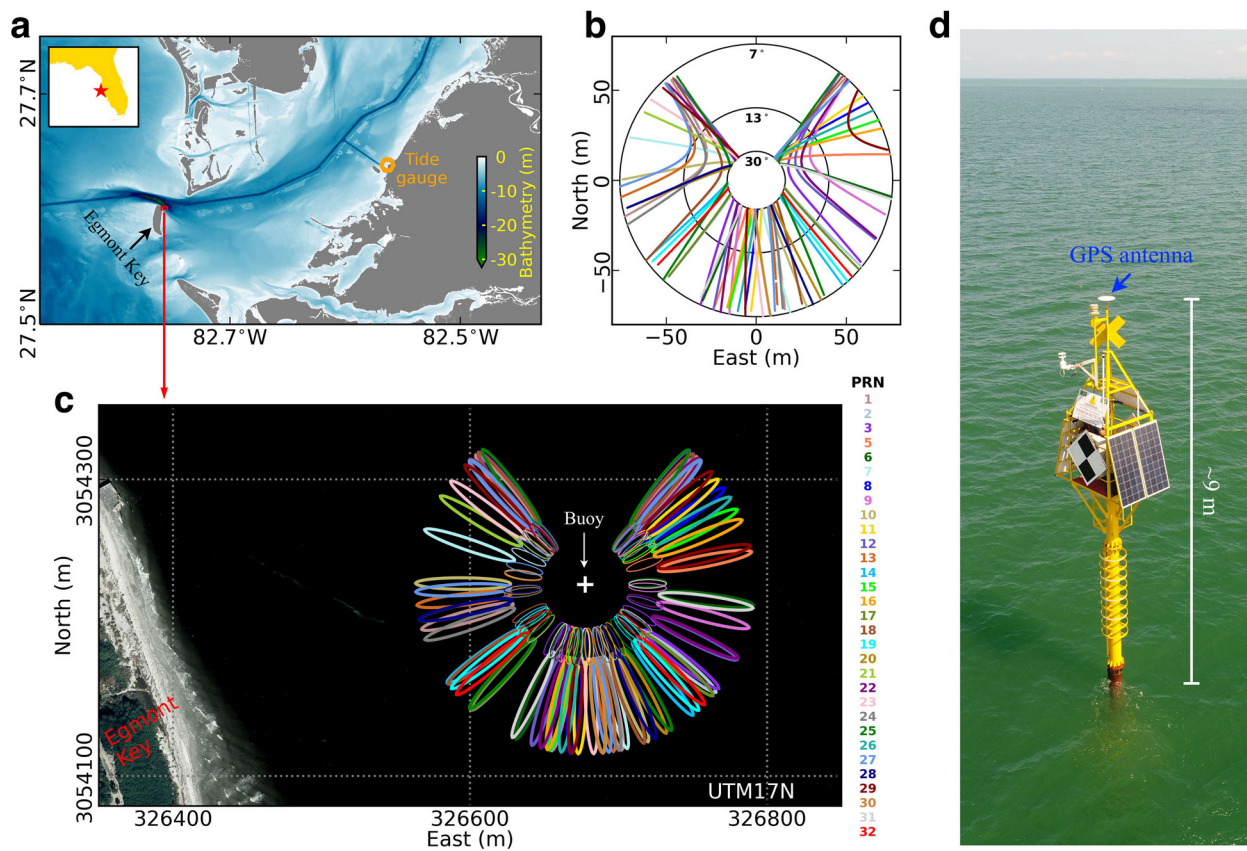 a
27.7°N
27.5°N
82.7°W
82.5°W
Tide
gauge
Egmont Key
0
-10
-20
-30
Bathymetry (m)
b
7°
13°
30°
50
0
−50
North (m)
−50
0
50
East (m)
c
3054300
3054100
North (m)
Buoy
Egmont
Key
UTM17N
326400
326600
326800
East (m)
PRN
1
2
3
5
6
7
8
9
10
11
12
13
14
15
16
17
18
19
20
21
22
23
24
25
26
27
28
29
30
31
32
d
GPS antenna
~9 m